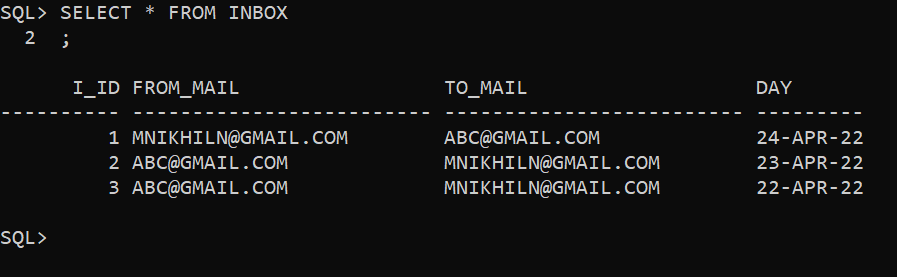 SQL> SELECT * FROM INBOX
  2  ;
      I_ID FROM_MAIL                 TO_MAIL                   DAY
---------- ------------------------- ------------------------- ---------
         1 MNIKHILN@GMAIL.COM        ABC@GMAIL.COM             24-APR-22
         2 ABC@GMAIL.COM             MNIKHILN@GMAIL.COM        23-APR-22
         3 ABC@GMAIL.COM             MNIKHILN@GMAIL.COM        22-APR-22
SQL>